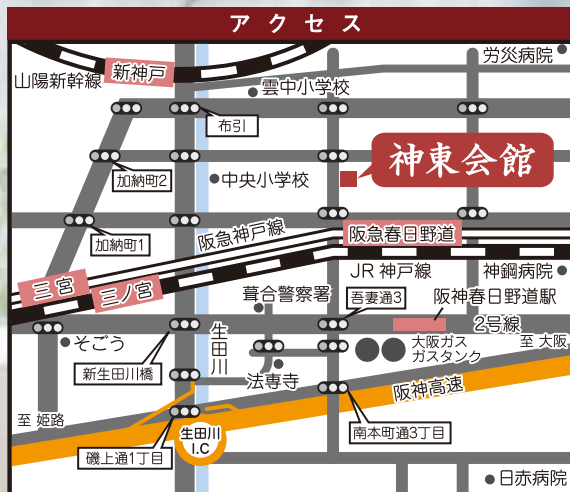 アクセス
労災病院
山陽新幹線
新神戸
雲中小学校
布引
神東会館
加納町2
中央小学校
加納町1
阪急神戸線
阪急春日野道
三宮
三ノ宮
JR 神戸線
神鋼病院
葺合警察署
吾妻通3
阪神春日野道駅
2号線
そごう
生田川
大阪ガス
ガスタンク
至 大阪
新生田川橋
法専寺
阪神高速
至 姫路
生田川
I.C
南本町通3丁目
磯上通1丁目
日赤病院